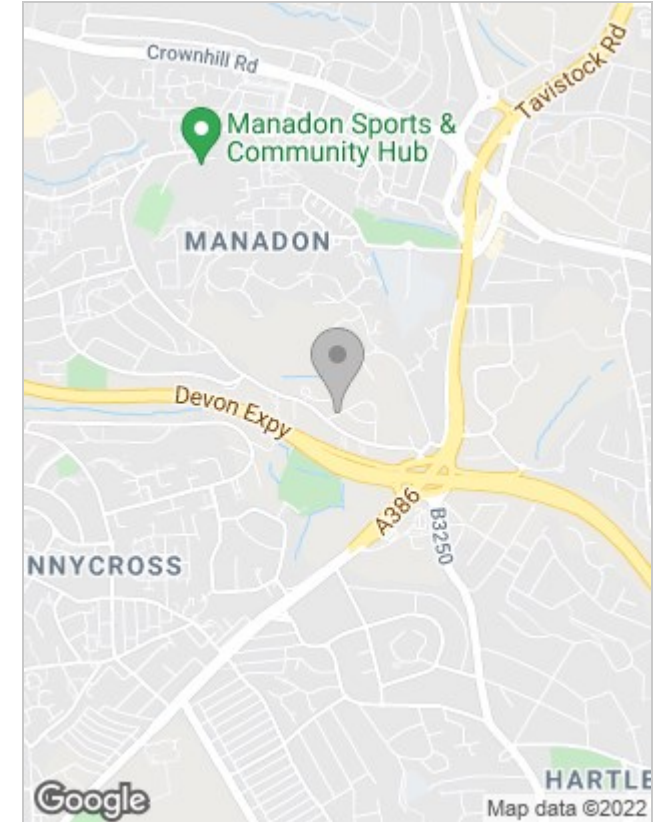 Crownhill Rd
Tavistock Rd
Manadon Sports &
Community Hub
MANADON
Devon Expy
A386
B3250
NNYCROSS
HARTLE
Google
Map data ©2022